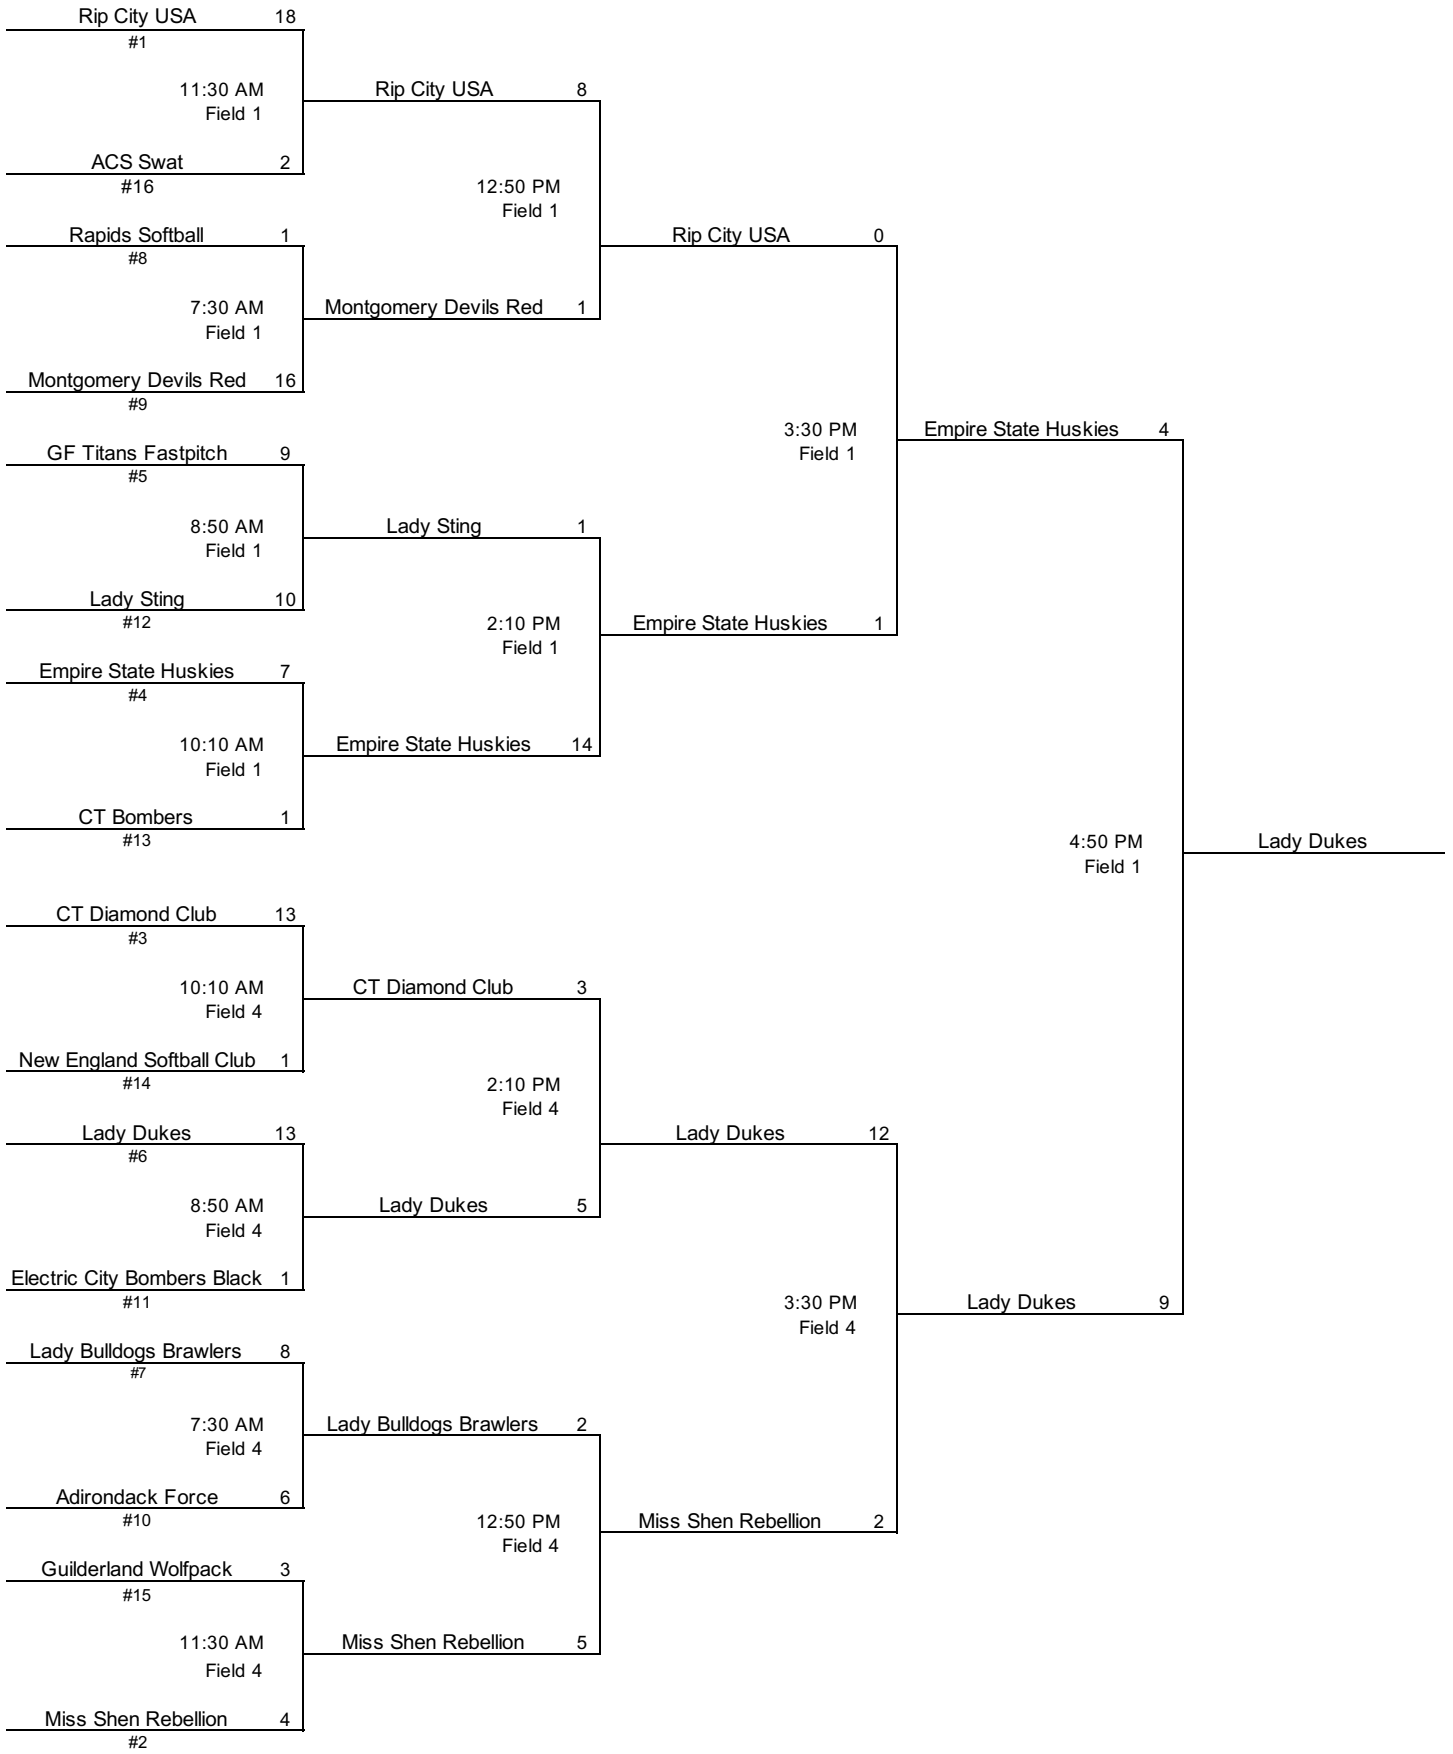 Rip City USA 18
#1
11:30 AM
Field 1
ACS Swat 2
#16
Rapids Softball 1
#8
7:30 AM
Field 1
Montgomery Devils Red 16
#9
GF Titans Fastpitch 9
#5
8:50 AM
Field 1
Lady Sting 10
#12
Empire State Huskies 7
#4
10:10 AM
Field 1
CT Bombers 1
#13
CT Diamond Club 13
#3
10:10 AM
Field 4
New England Softball Club 1
#14
Lady Dukes 13
#6
8:50 AM
Field 4
Electric City Bombers Black 1
#11
Lady Bulldogs Brawlers 8
#7
7:30 AM
Field 4
Adirondack Force 6
#10
Guilderland Wolfpack 3
#15
11:30 AM
Field 4
Miss Shen Rebellion 4
#2
Rip City USA 8
12:50 PM
Field 1
Montgomery Devils Red 1
Lady Sting 1
2:10 PM
Field 1
Empire State Huskies 14
CT Diamond Club 3
2:10 PM
Field 4
Lady Dukes 5
Lady Bulldogs Brawlers 2
12:50 PM
Field 4
Miss Shen Rebellion 5
Rip City USA 0
3:30 PM
Field 1
Empire State Huskies 1
Lady Dukes 12
3:30 PM
Field 4
Miss Shen Rebellion 2
Empire State Huskies 4
4:50 PM
Field 1
Lady Dukes 9
Lady Dukes